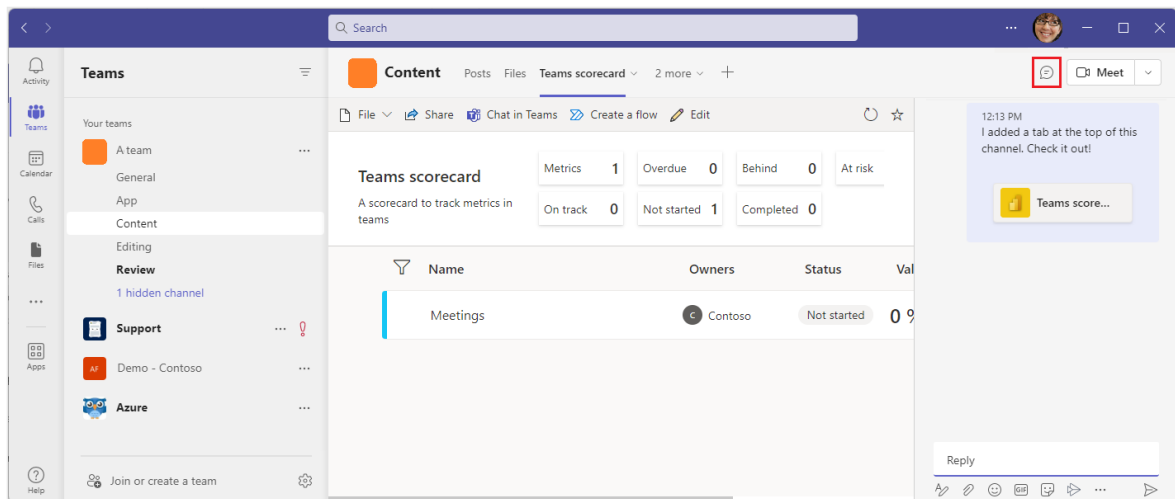 Search
Activity
Teams
Calendar
Calls
Files
Apps
Help
Teams
Your teams
A team
General
App
Content
Editing
Review
1 hidden channel
Support
AF
Demo - Contoso
Azure
Join or create a team
Content
Posts
Files
Teams scorecard
2 more
Meet
File
Share
Chat in Teams
Create a flow
Edit
Teams scorecard
A scorecard to track metrics in
teams
Metrics 1
Overdue 0
Behind 0
At risk
On track 0
Not started 1
Completed 0
Name
Owners
Status
Val
Meetings
C
Contoso
Not started
0 %
12:13 PM
I added a tab at the top of this
channel. Check it out!
Teams score...
Reply
GIF